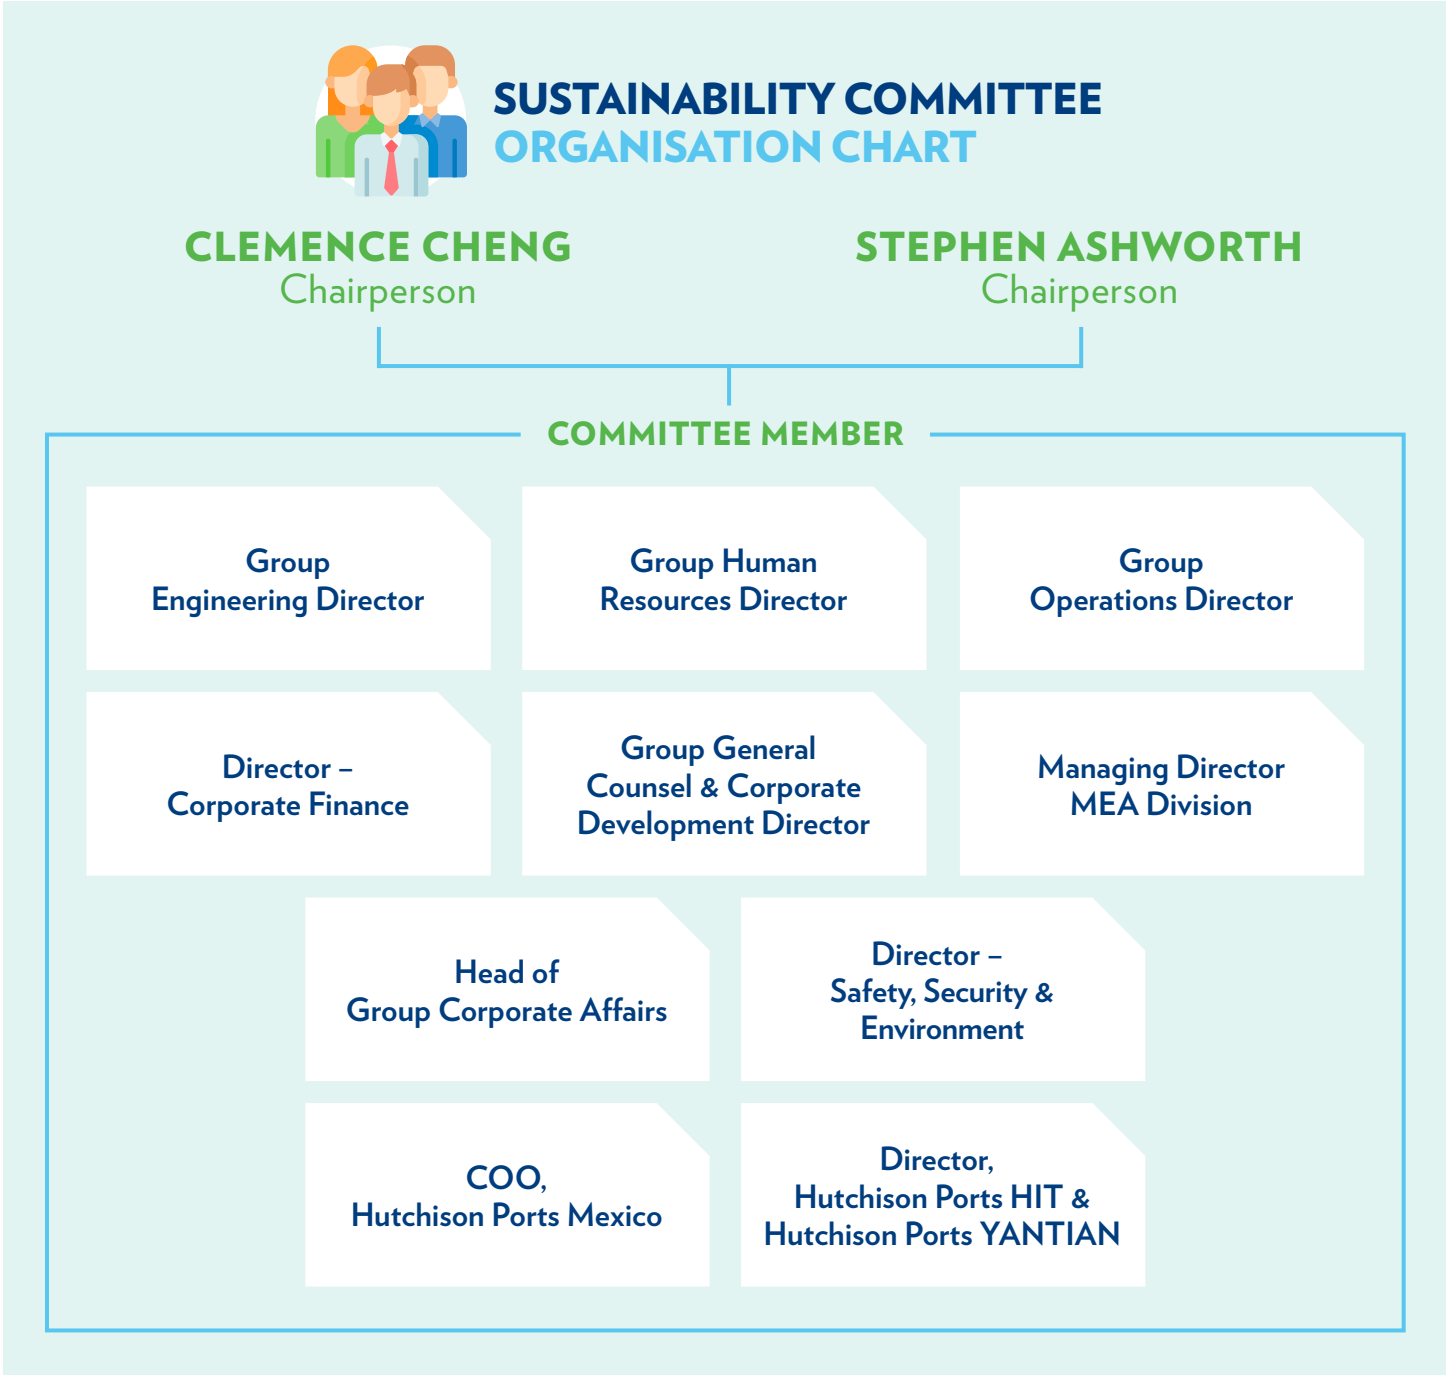 SUSTAINABILITY COMMITTEE
ORGANISATION CHART
CLEMENCE CHENG
Chairperson
STEPHEN ASHWORTH
Chairperson
COMMITTEE MEMBER
Group
Engineering Director
Group Human
Resources Director
Group
Operations Director
Director –
Corporate Finance
Group General
Counsel & Corporate
Development Director
Managing Director
MEA Division
Head of
Group Corporate Affairs
Director –
Safety, Security &
Environment
COO,
Hutchison Ports Mexico
Director,
Hutchison Ports HIT &
Hutchison Ports YANTIAN